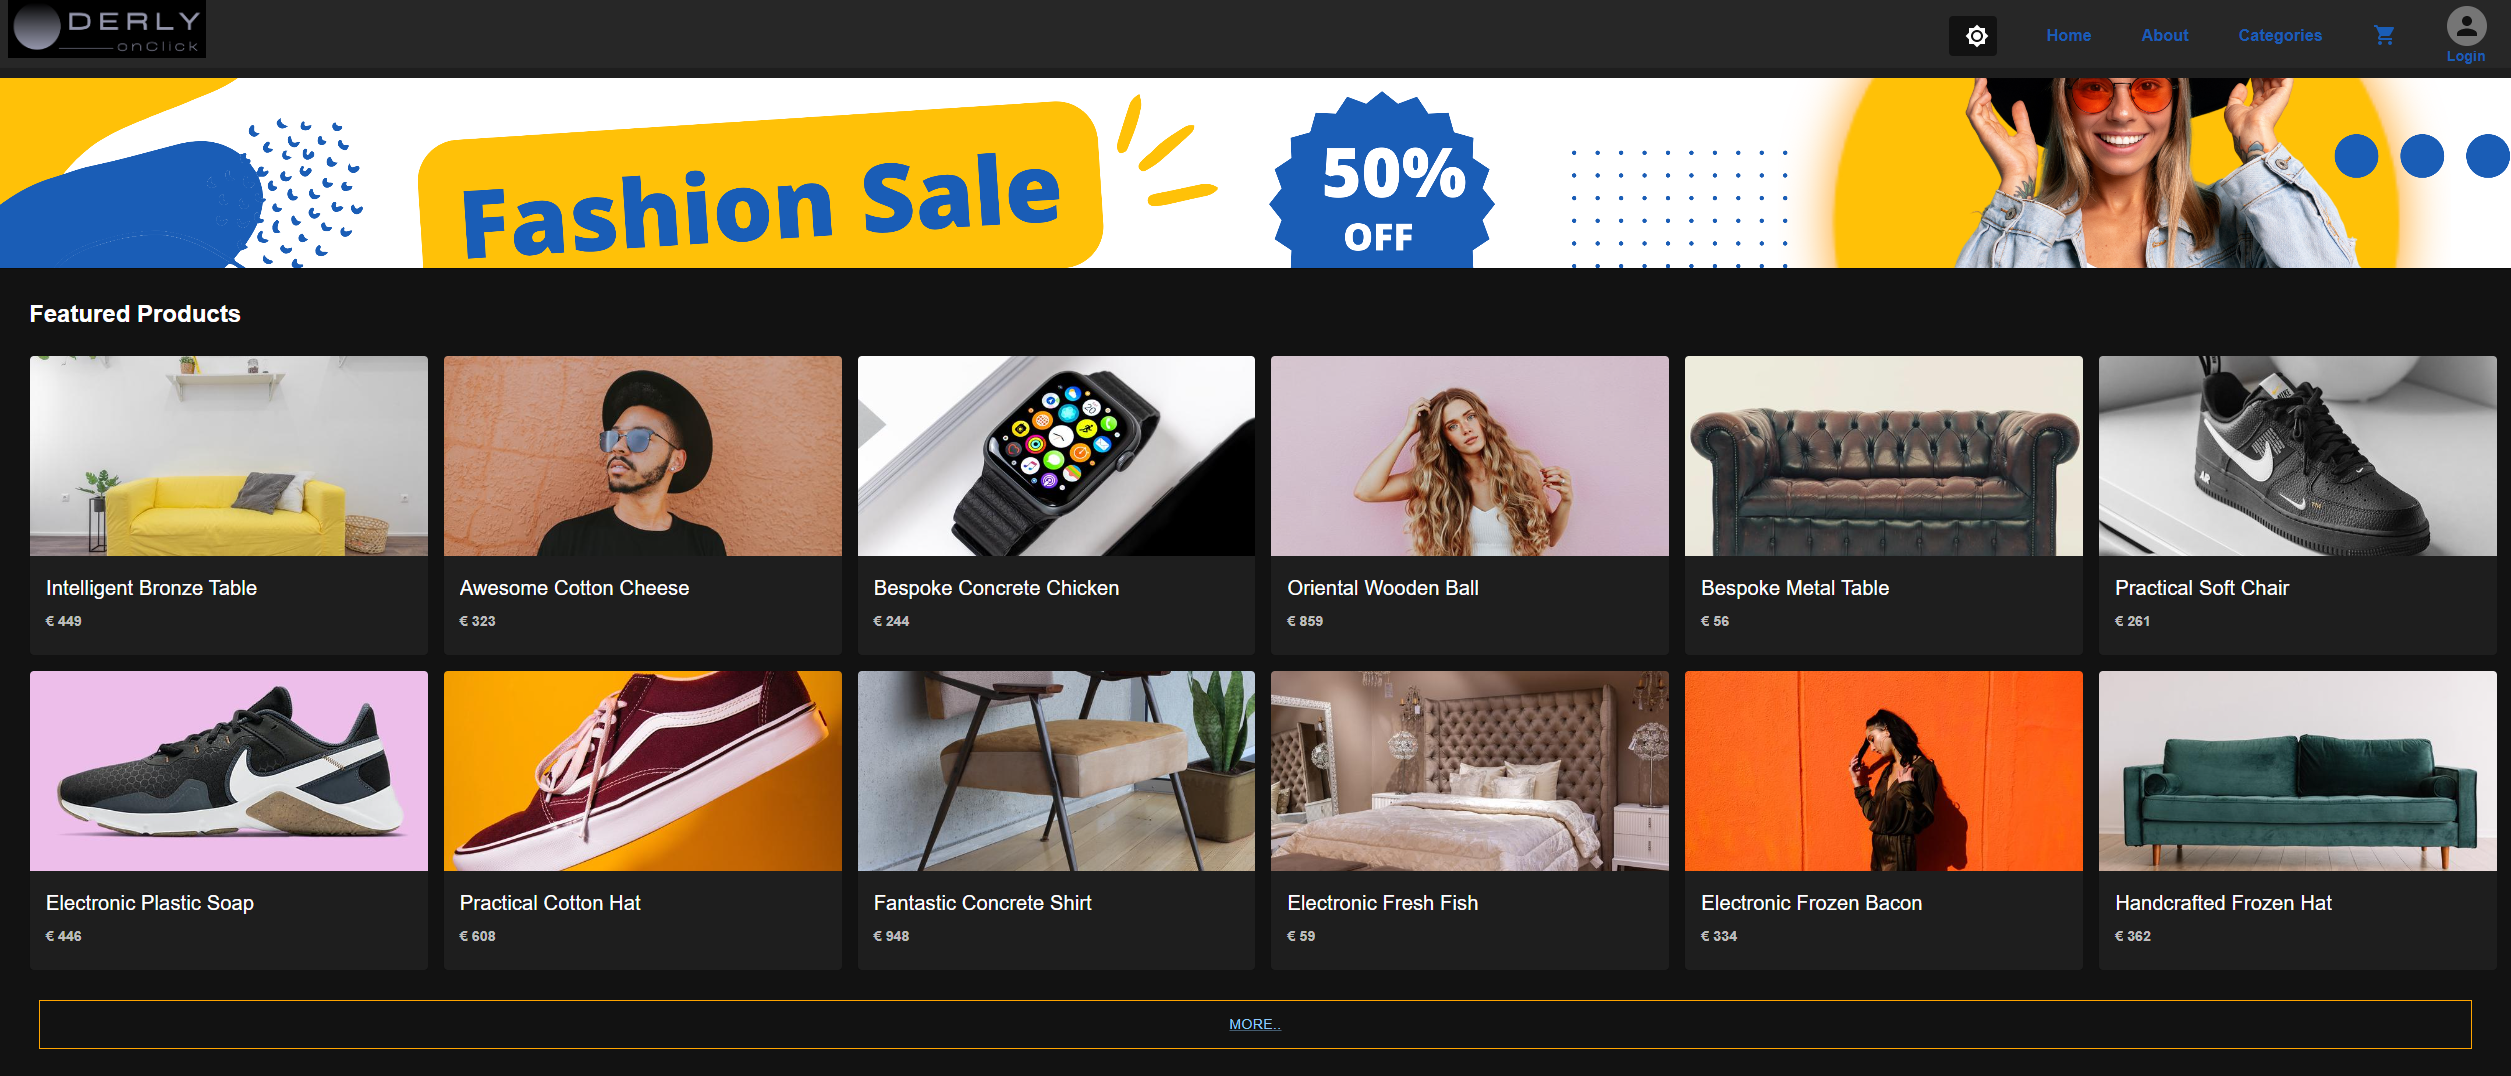 DERLY
onClick
Home
About
Categories
Login
Fashion Sale
50%
OFF
Featured Products
Intelligent Bronze Table
€ 449
Awesome Cotton Cheese
€ 323
Bespoke Concrete Chicken
€ 244
Oriental Wooden Ball
€ 859
Bespoke Metal Table
€ 56
Practical Soft Chair
€ 261
Electronic Plastic Soap
€ 446
Practical Cotton Hat
€ 608
Fantastic Concrete Shirt
€ 948
Electronic Fresh Fish
€ 59
Electronic Frozen Bacon
€ 334
Handcrafted Frozen Hat
€ 362
MORE..